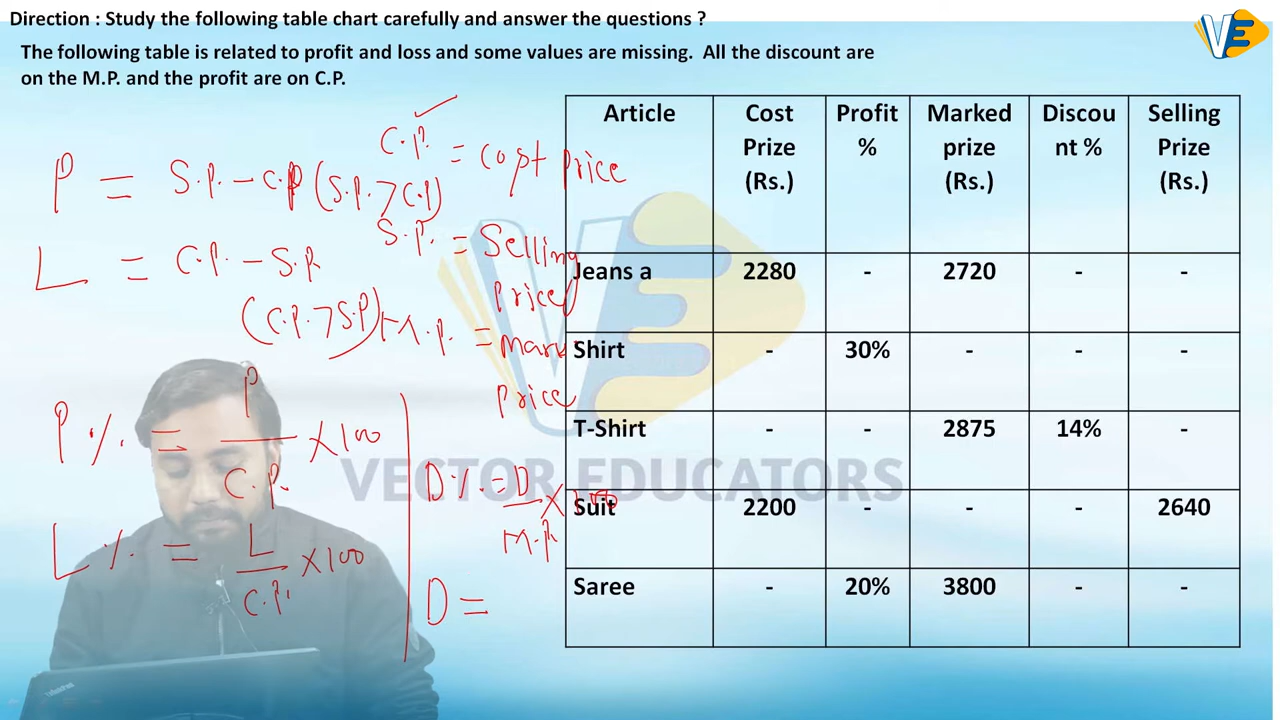 Direction : Study the following table chart carefully and answer the questions ?
The following table is related to profit and loss and some values are missing. All the discount are
on the M.P. and the profit are on C.P.
VE
P = S.P. - C.P (S.P. > C.P)
L = C.P. - S.P.
(C.P. > S.P)
C.P. = cost price
S.P. = Selling
price
M.P. = mark
price
P % = P / C.P. × 100
L % = L / C.P. × 100
D % = D / M.P × 100
D =
Article Cost Prize (Rs.) Profit % Marked prize (Rs.) Discou nt % Selling Prize (Rs.)
Jeans a 2280 - 2720 - -
Shirt - 30% - - -
T-Shirt - - 2875 14% -
Suit 2200 - - - 2640
Saree - 20% 3800 - -
VECTOR EDUCATORS